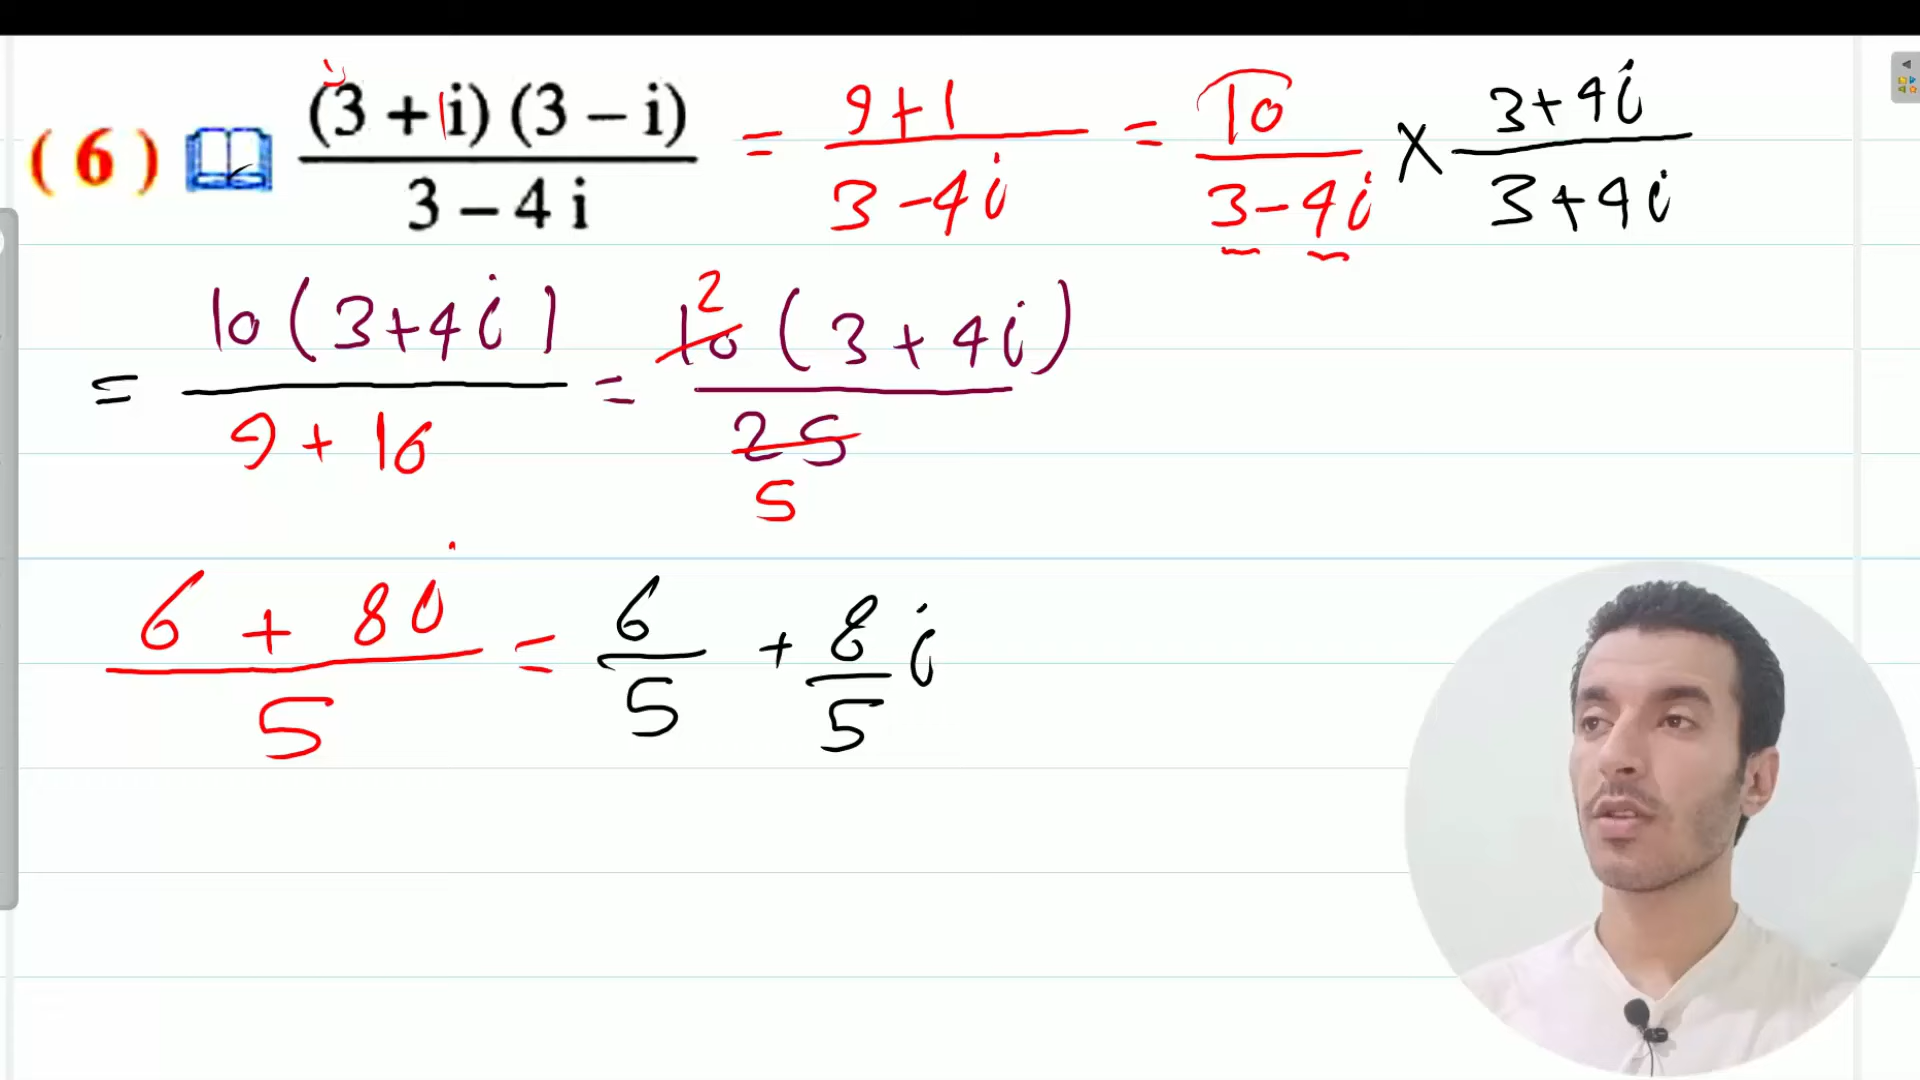 (6) (3 + i) (3 – i) / 3 – 4 i = 9+1 / 3-4i = 10 / 3-4i × 3+4i / 3+4i
= 10(3+4i) / 9+16 = 10(3+4i) / 25 2 5
6 + 8i / 5 = 6/5 + 8/5 i